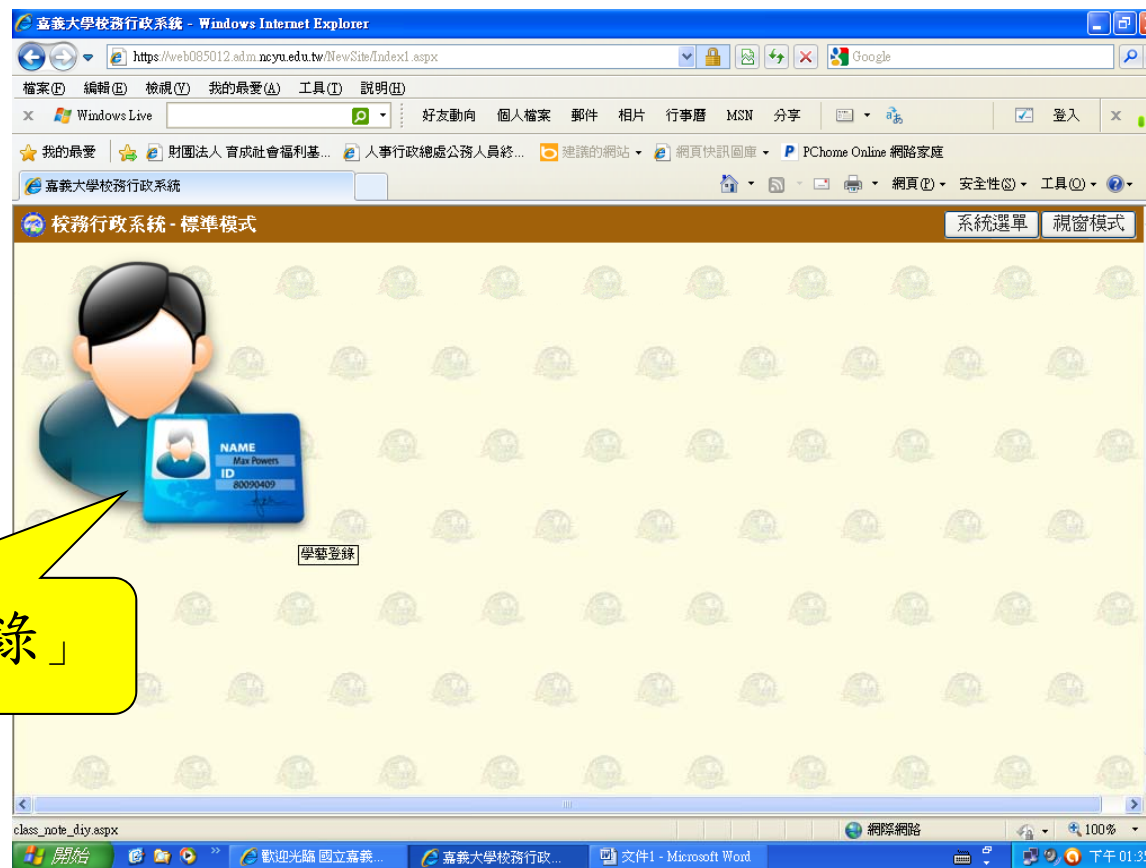 嘉義大學校務行政系統 - Windows Internet Explorer
https://web085012.adm.ncyu.edu.tw/NewSite/Index1.aspx
Google
檔案(F) 編輯(E) 檢視(V) 我的最愛(A) 工具(T) 說明(H)
x Windows Live 好友動向 個人檔案 郵件 相片 行事曆 MSN 分享 登入 x
我的最愛 財團法人 育成社會福利基... 人事行政總處公務人員終... 建議的網站 網頁快訊圖庫 PChome Online 網路家庭
嘉義大學校務行政系統 網頁(P) 安全性(S) 工具(O)
校務行政系統 - 標準模式 系統選單 視窗模式
NAME
Max Powers
ID
80090409
學藝登錄
錄」
class_note_diy.aspx 網際網路 100%
開始 歡迎光臨 國立嘉義... 嘉義大學校務行政... 文件1 - Microsoft Word 下午 01:3